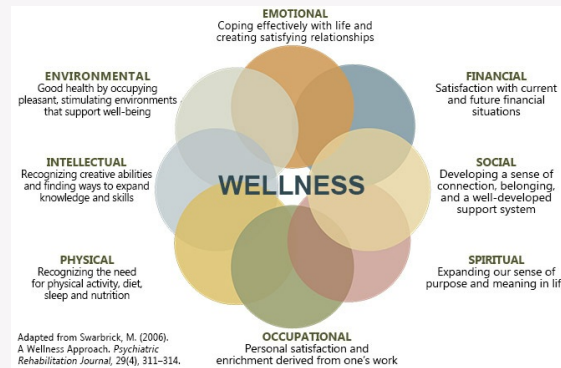 EMOTIONAL
Coping effectively with life and
creating satisfying relationships
ENVIRONMENTAL
Good health by occupying
pleasant, stimulating environments
that support well-being
FINANCIAL
Satisfaction with current
and future financial
situations
INTELLECTUAL
Recognizing creative abilities
and finding ways to expand
knowledge and skills
WELLNESS
SOCIAL
Developing a sense of
connection, belonging,
and a well-developed
support system
PHYSICAL
Recognizing the need
for physical activity, diet,
sleep and nutrition
SPIRITUAL
Expanding our sense of
purpose and meaning in life
OCCUPATIONAL
Personal satisfaction and
enrichment derived from one's work
Adapted from Swarbrick, M. (2006).
A Wellness Approach. Psychiatric
Rehabilitation Journal, 29(4), 311–314.